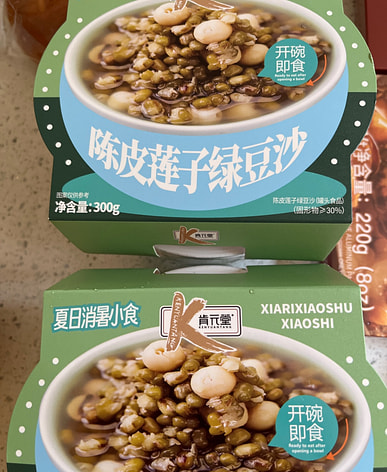 开碗
即食
Ready to eat after
opening a bowl
陈皮莲子绿豆沙
图案仅供参考
净含量: 300g
陈皮莲子绿豆沙(罐头食品)
(固形物≥30%)
含量: 220g (8oz)
K
KENYUANTANG
肯亓堂
KENYUANTANG
夏日消暑小食
XIARIXIAOSHU
XIAOSHI
开碗
即食
Ready to eat after
opening a bowl